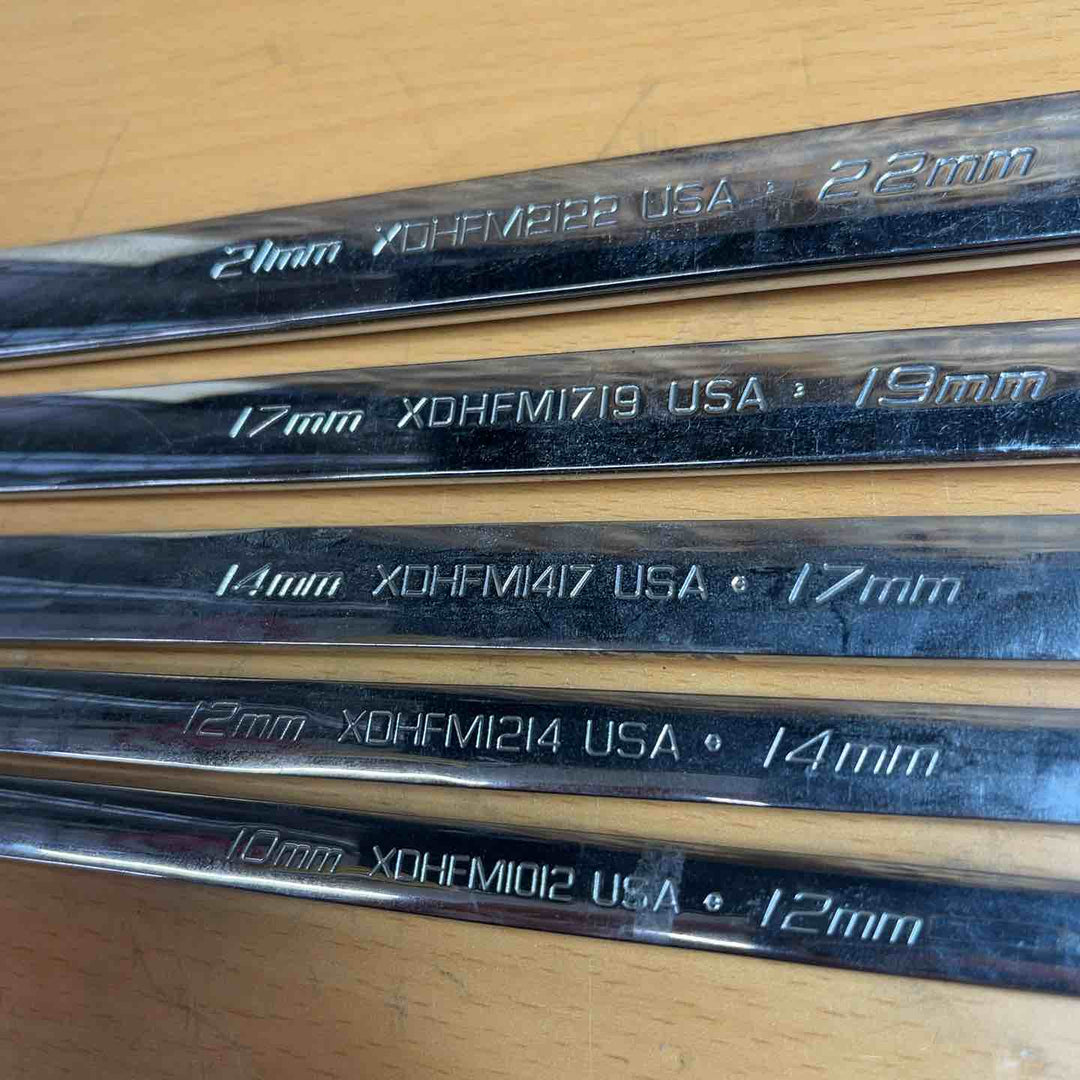 21mm XDHFM2122 USA 22mm
17mm XDHFM1719 USA 19mm
14mm XDHFM1417 USA 17mm
12mm XDHFM1214 USA 14mm
10mm XDHFM1012 USA 12mm